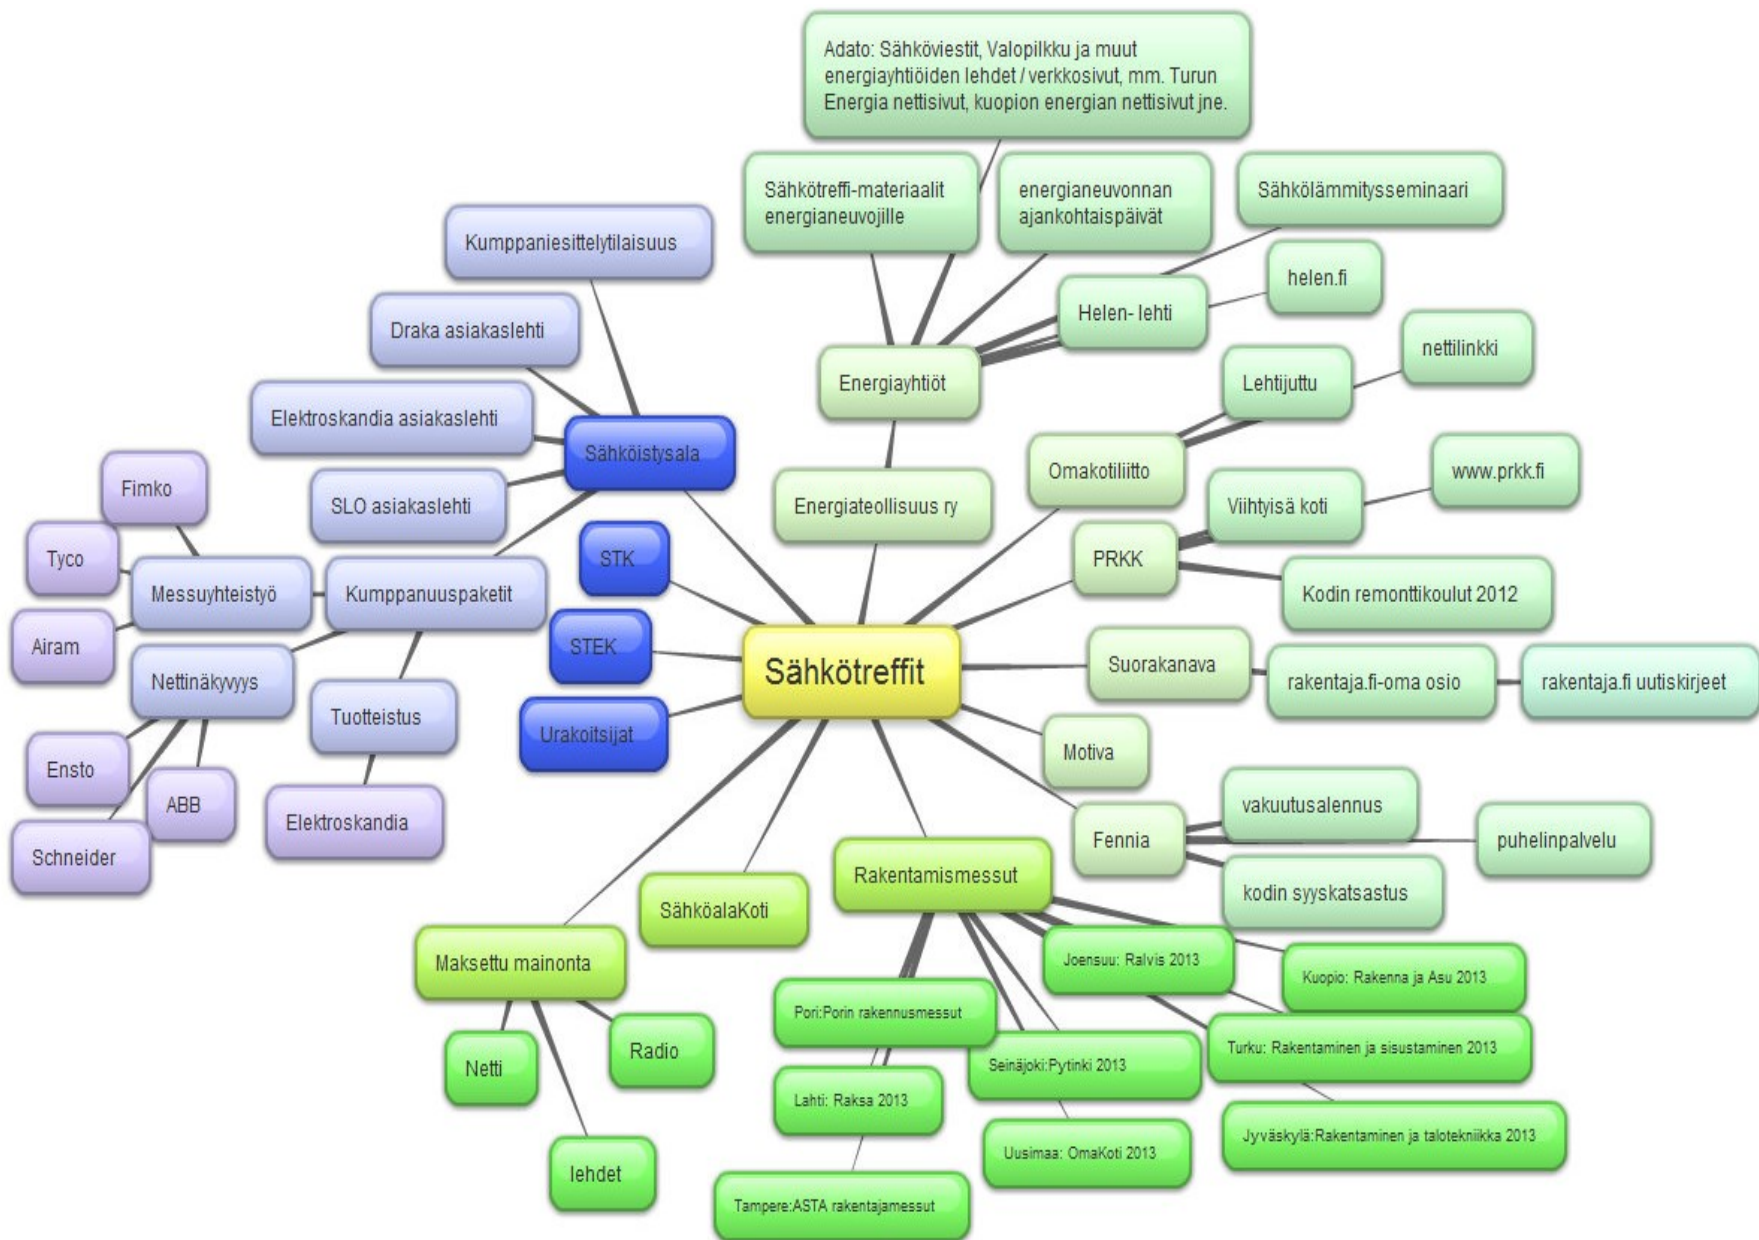 Adato: Sähköviestit, Valopilkku ja muut
energiayhtiöiden lehdet / verkkosivut, mm. Turun
Energia nettisivut, kuopion energian nettisivut jne.
Sähkötreffi-materiaalit
energianeuvojille
energianeuvonnan
ajankohtaispäivät
Sähkölämmitysseminaari
Kumppaniesittelytilaisuus
helen.fi
Helen- lehti
Draka asiakaslehti
nettilinkki
Energiayhtiöt
Lehtijuttu
Elektroskandia asiakaslehti
Sähköistysala
Omakotiliitto
www.prkk.fi
Fimko
SLO asiakaslehti
Energiateollisuus ry
Viihtyisä koti
Tyco
STK
PRKK
Messuyhteistyö
Kumppanuuspaketit
Kodin remonttikoulut 2012
Airam
STEK
Sähkötreffit
Suorakanava
rakentaja.fi-oma osio
rakentaja.fi uutiskirjeet
Nettinäkyvyys
Tuotteistus
Urakoitsijat
Motiva
Ensto
ABB
Elektroskandia
vakuutusalennus
Schneider
Fennia
puhelinpalvelu
Rakentamismessut
kodin syyskatsastus
SähköalaKoti
Maksettu mainonta
Joensuu: Ralvis 2013
Kuopio: Rakenna ja Asu 2013
Pori:Porin rakennusmessut
Netti
Radio
Seinäjoki:Pytinki 2013
Turku: Rakentaminen ja sisustaminen 2013
Lahti: Raksa 2013
Jyväskylä:Rakentaminen ja talotekniikka 2013
Uusimaa: OmaKoti 2013
lehdet
Tampere:ASTA rakentajamessut